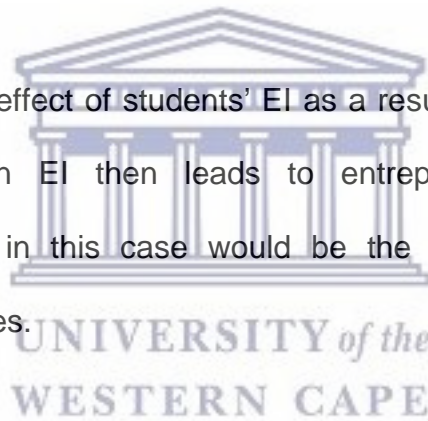 effect of students’ EI as a resu
n EI then leads to entrep
in this case would be the
es.
UNIVERSITY of the
WESTERN CAPE